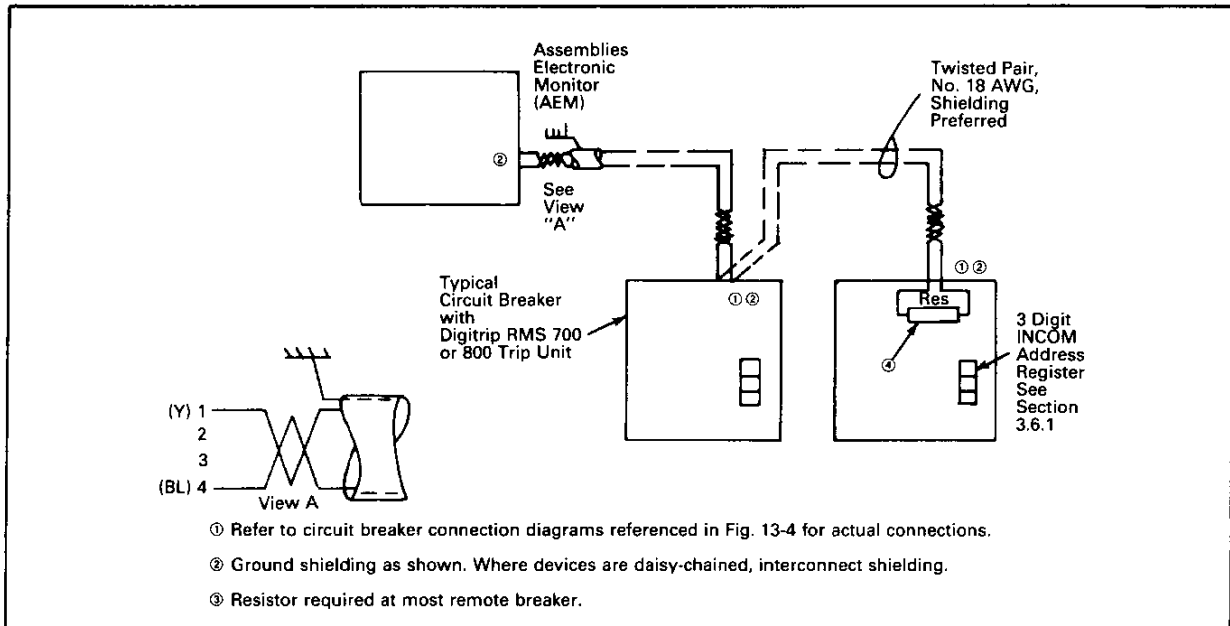 Assemblies
Electronic
Monitor
(AEM)
Twisted Pair,
No. 18 AWG,
Shielding
Preferred
②
See
View
"A"
Typical
Circuit Breaker
with
Digitrip RMS 700
or 800 Trip Unit
① ②
① ②
Res
④
3 Digit
INCOM
Address
Register
See
Section
3.6.1
(Y) 1
2
3
(BL) 4
View A
① Refer to circuit breaker connection diagrams referenced in Fig. 13-4 for actual connections.
② Ground shielding as shown. Where devices are daisy-chained, interconnect shielding.
③ Resistor required at most remote breaker.